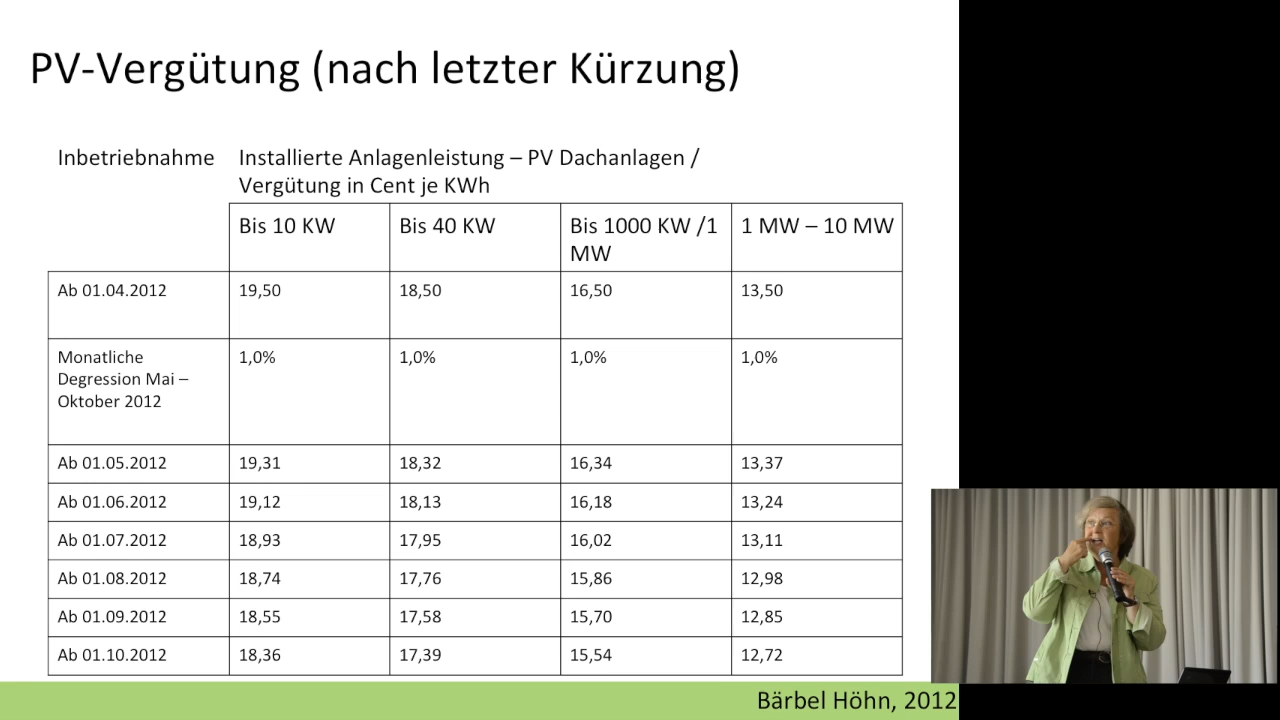 PV-Vergütung (nach letzter Kürzung)
Inbetriebnahme
Installierte Anlagenleistung – PV Dachanlagen /
Vergütung in Cent je KWh
Bis 10 KW
Bis 40 KW
Bis 1000 KW /1
MW
1 MW – 10 MW
Ab 01.04.2012 19,50 18,50 16,50 13,50
Monatliche
Degression Mai –
Oktober 2012
1,0% 1,0% 1,0% 1,0%
Ab 01.05.2012 19,31 18,32 16,34 13,37
Ab 01.06.2012 19,12 18,13 16,18 13,24
Ab 01.07.2012 18,93 17,95 16,02 13,11
Ab 01.08.2012 18,74 17,76 15,86 12,98
Ab 01.09.2012 18,55 17,58 15,70 12,85
Ab 01.10.2012 18,36 17,39 15,54 12,72
Bärbel Höhn, 2012